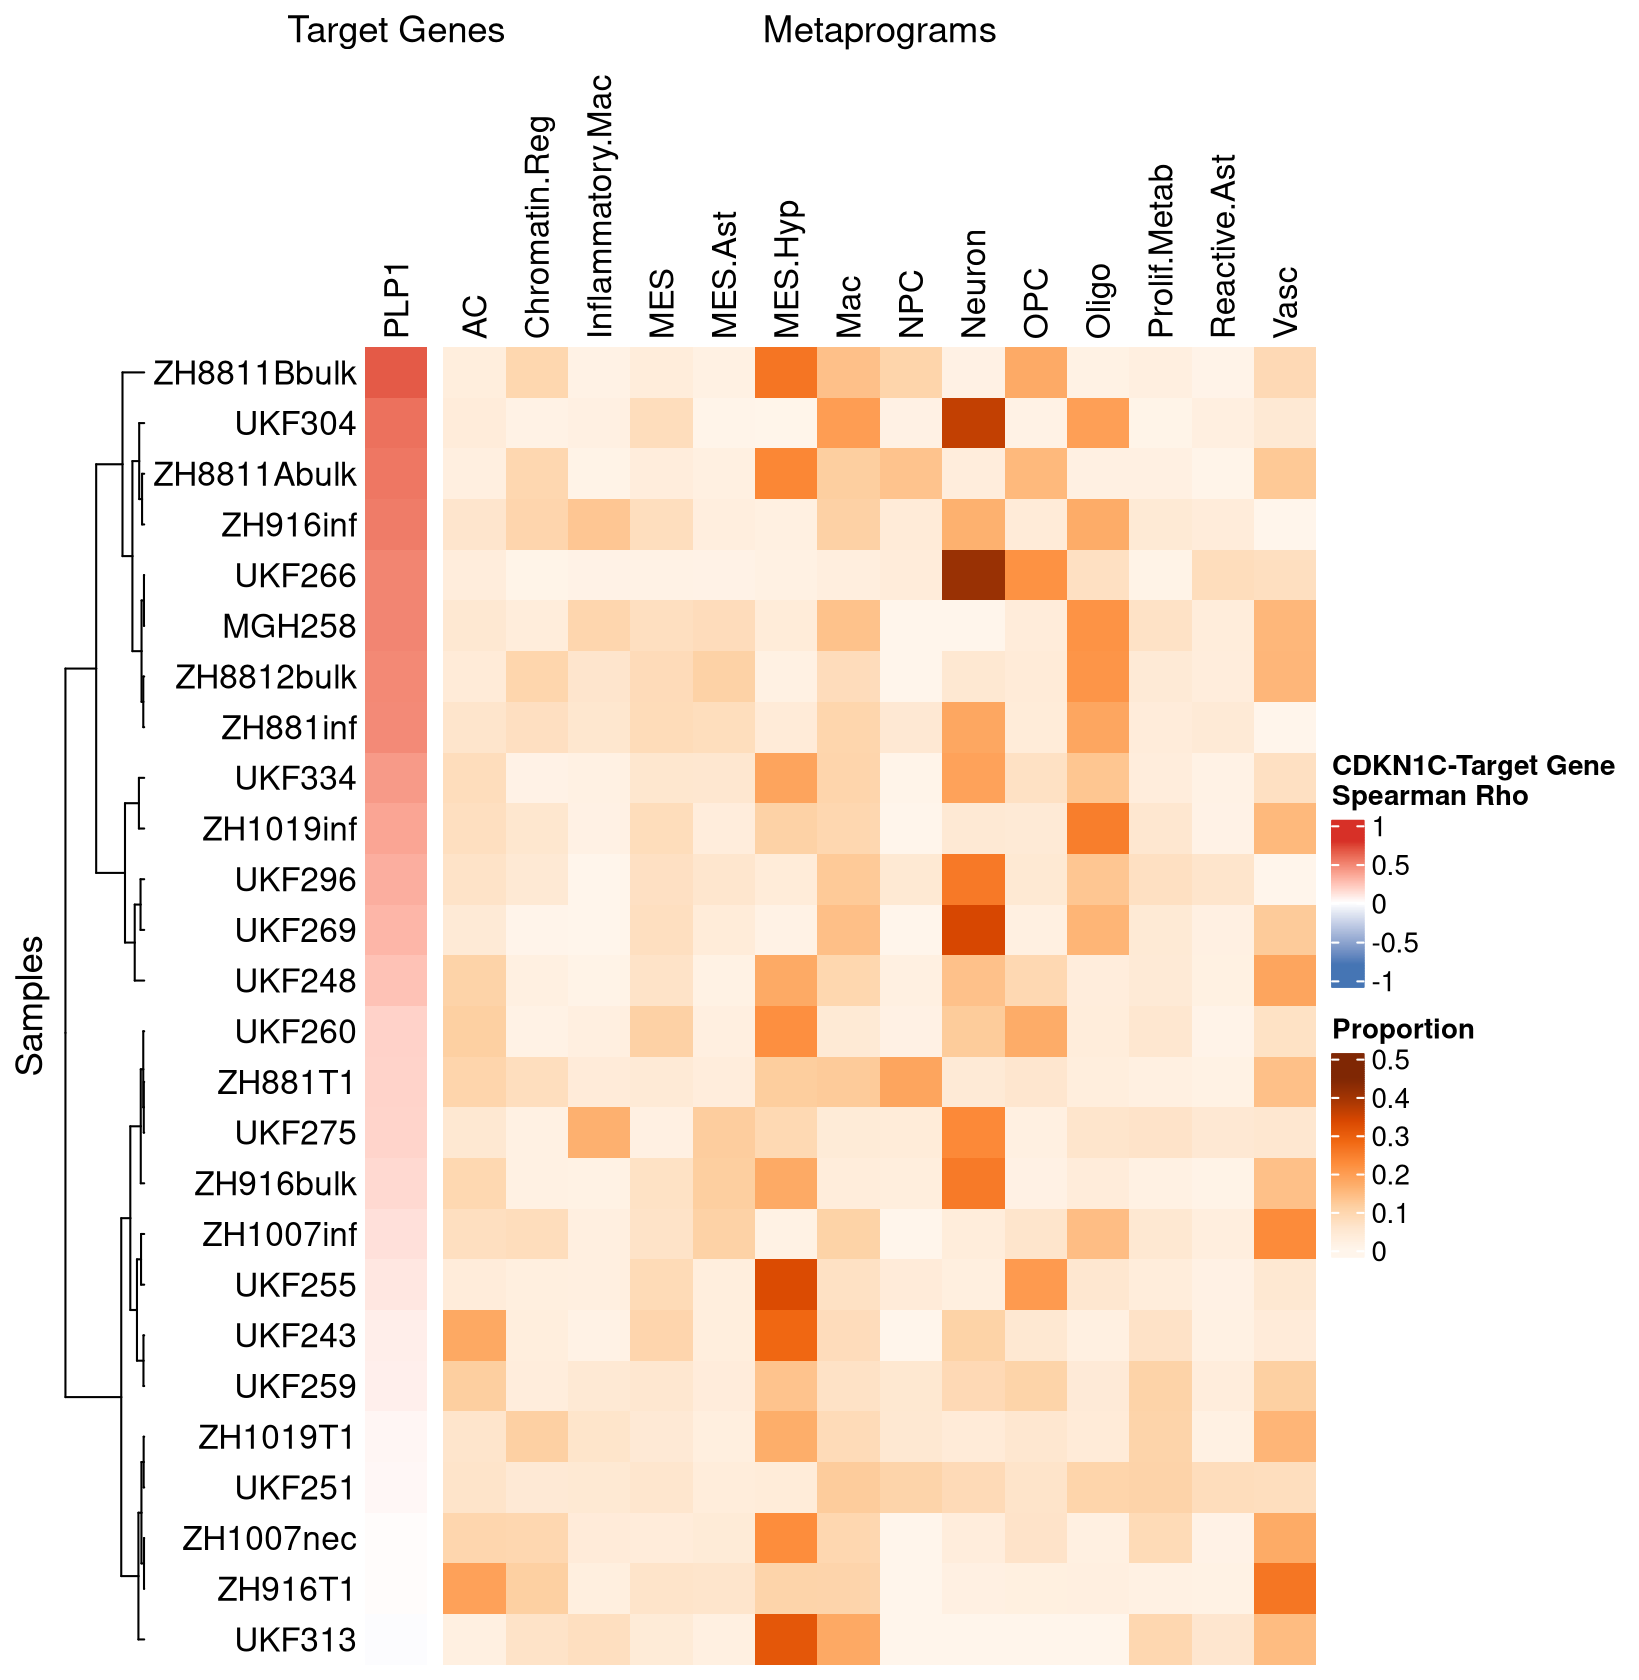 Target Genes
Metaprograms
PLP1
AC
Chromatin.Reg
Inflammatory.Mac
MES
MES.Ast
MES.Hyp
Mac
NPC
Neuron
OPC
Oligo
Prolif.Metab
Reactive.Ast
Vasc
Samples
ZH8811Bbulk
UKF304
ZH8811Abulk
ZH916inf
UKF266
MGH258
ZH8812bulk
ZH881inf
UKF334
ZH1019inf
UKF296
UKF269
UKF248
UKF260
ZH881T1
UKF275
ZH916bulk
ZH1007inf
UKF255
UKF243
UKF259
ZH1019T1
UKF251
ZH1007nec
ZH916T1
UKF313
CDKN1C-Target Gene
Spearman Rho
1
0.5
0
-0.5
-1
Proportion
0.5
0.4
0.3
0.2
0.1
0